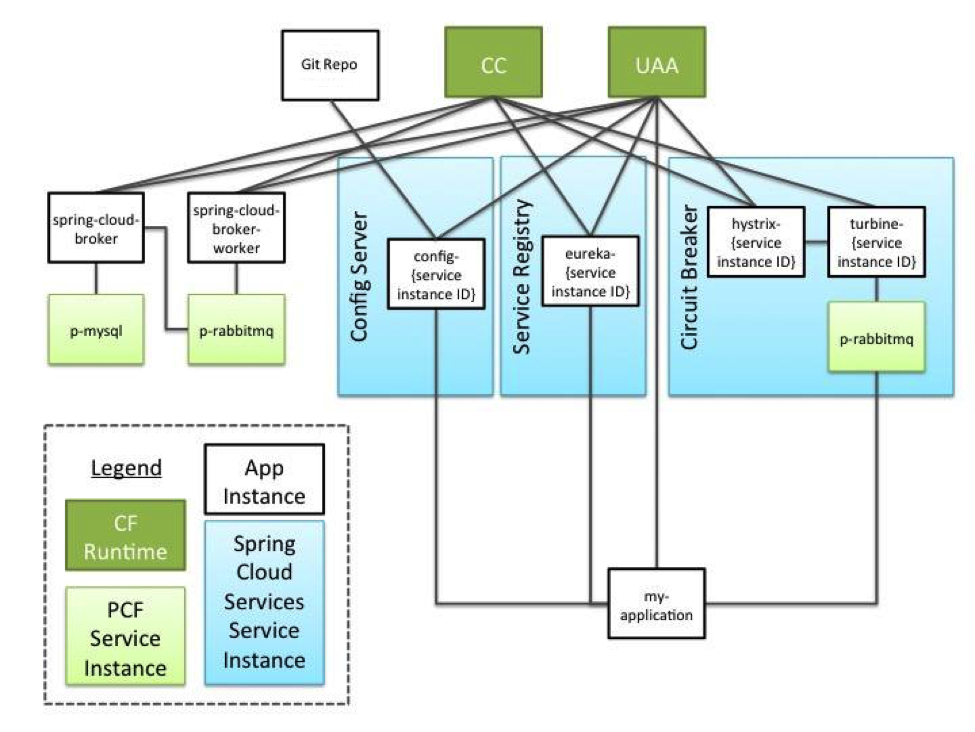 Git Repo
CC
UAA
spring-cloud-
broker
spring-cloud-
broker-
worker
p-mysql
p-rabbitmq
Config Server
config-
{service
instance ID}
Service Registry
eureka-
{service
instance ID}
Circuit Breaker
hystrix-
{service
instance ID}
turbine-
{service
instance ID}
p-rabbitmq
my-
application
Legend
App
Instance
CF
Runtime
Spring
Cloud
Services
Service
Instance
PCF
Service
Instance